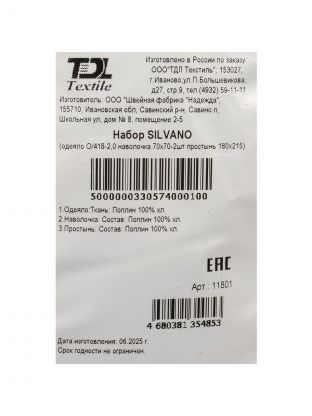 TDL
Textile
Изготовлено в России по заказу:
ООО"ТДЛ Текстиль", 153027,
г.Иваново,ул.П.Большевикова,
д27, стр.9, тел.(4932) 59-11-11
Изготовитель: ООО "Швейная фабрика "Надежда",
155710, Ивановская обл, Савинский р-н, Савино п,
Школьная ул, дом № 8, помещение 2-5
Набор SILVANO
(одеяло О/418-2,0 наволочка 70х70-2шт простынь 180х215)
5000000330574000100
1.Одеяло:Ткань: Поплин 100% хл.
2.Наволочка: Состав: Поплин 100% хл.
3.Простынь: Состав: Поплин 100% хл.
EAC
Арт.: 11801
4 680381 354853
Дата изготовления: 06.2025 г.
Срок годности не ограничен.